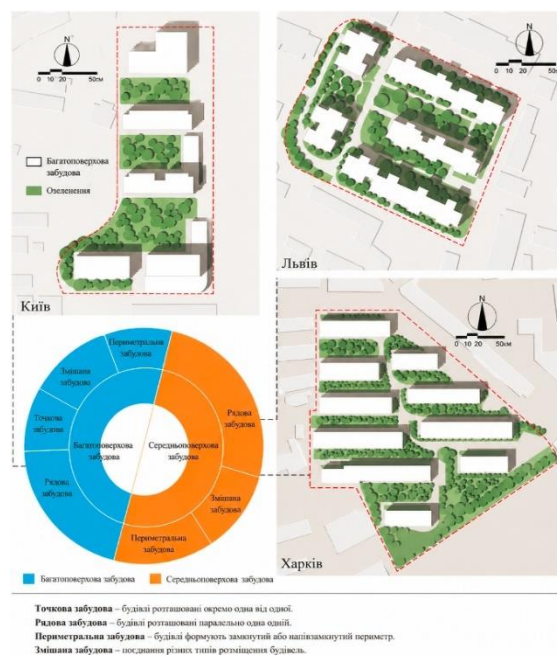 N
0 10 20 50см
Багатоповерхова
забудова
Озеленення
Київ
N
0 10 20 50см
Львів
N
0 10 20 50см
Харків
Периметральна
забудова
Змішана
забудова
Точкова
забудова
Рядова
забудова
Багатоповерхова
забудова
Середньоповерхова
забудова
Рядова
забудова
Змішана
забудова
Периметральна
забудова
Багатоповерхова забудова
Середньоповерхова забудова
Точкова забудова – будівлі розташовані окремо одна від одної.
Рядова забудова – будівлі розташовані паралельно одна одній.
Периметральна забудова – будівлі формують замкнутий або напівзамкнутий периметр.
Змішана забудова – поєднання різних типів розміщення будівель.